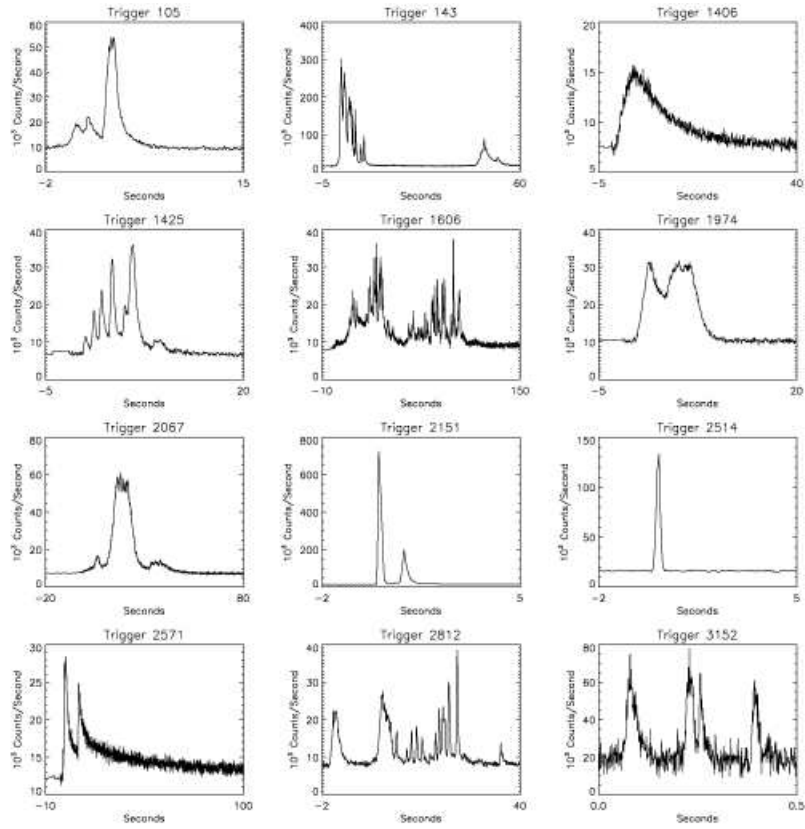 Trigger 105
10³ Counts/Second
60
50
40
30
20
10
0
-2
15
Seconds
Trigger 143
10³ Counts/Second
400
300
200
100
0
-5
60
Seconds
Trigger 1406
10³ Counts/Second
20
15
10
5
-5
40
Seconds
Trigger 1425
10³ Counts/Second
40
30
20
10
0
-5
20
Seconds
Trigger 1606
10³ Counts/Second
40
30
20
10
0
-10
150
Seconds
Trigger 1974
10³ Counts/Second
40
30
20
10
0
-5
20
Seconds
Trigger 2067
10³ Counts/Second
80
60
40
20
0
-20
80
Seconds
Trigger 2151
10³ Counts/Second
800
600
400
200
0
-2
5
Seconds
Trigger 2514
10³ Counts/Second
150
100
50
0
-2
5
Seconds
Trigger 2571
10³ Counts/Second
30
25
20
15
10
-10
100
Seconds
Trigger 2812
10³ Counts/Second
40
30
20
10
0
-2
40
Seconds
Trigger 3152
10³ Counts/Second
80
60
40
20
0
0.0
0.5
Seconds